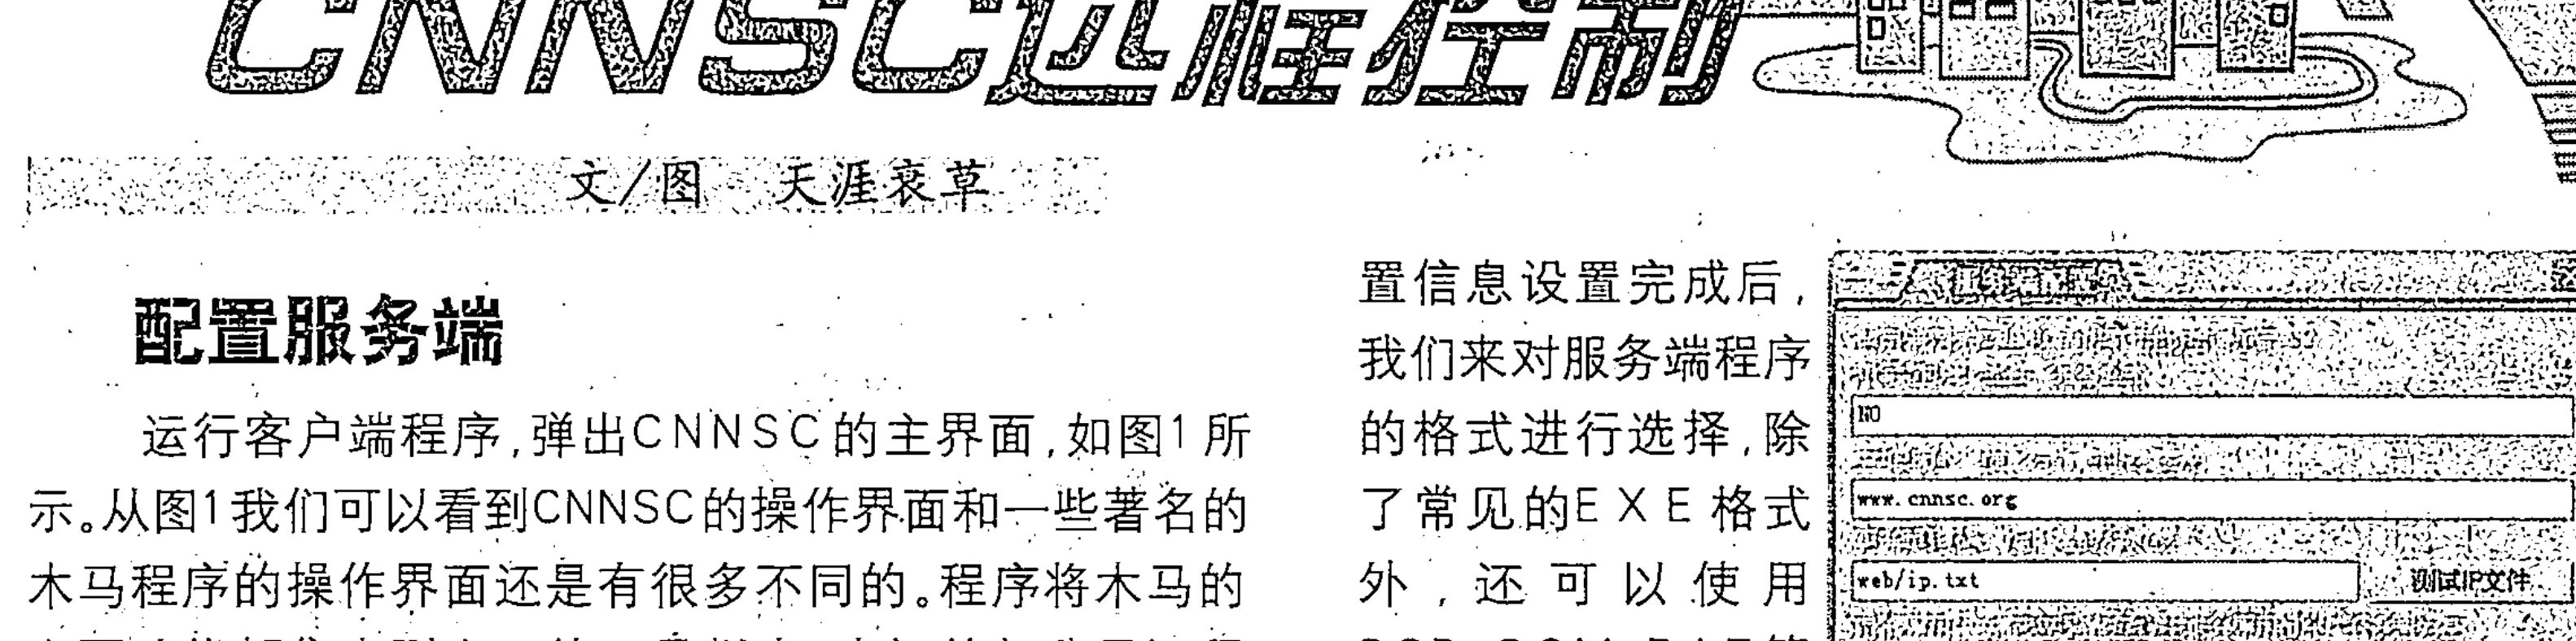 CNNSC远程控制
文/图 天涯衰草
配置服务端
运行客户端程序,弹出CNNSC的主界面,如图1所
示。从图1我们可以看到CNNSC的操作界面和一些著名的
木马程序的操作界面还是有很多不同的。程序将木马的
置信息设置完成后,
我们来对服务端程序
的格式进行选择,除
了常见的EXE格式
外,还可以使用
NO
www.cnnsc.org
web/ip.txt 测试IP文件